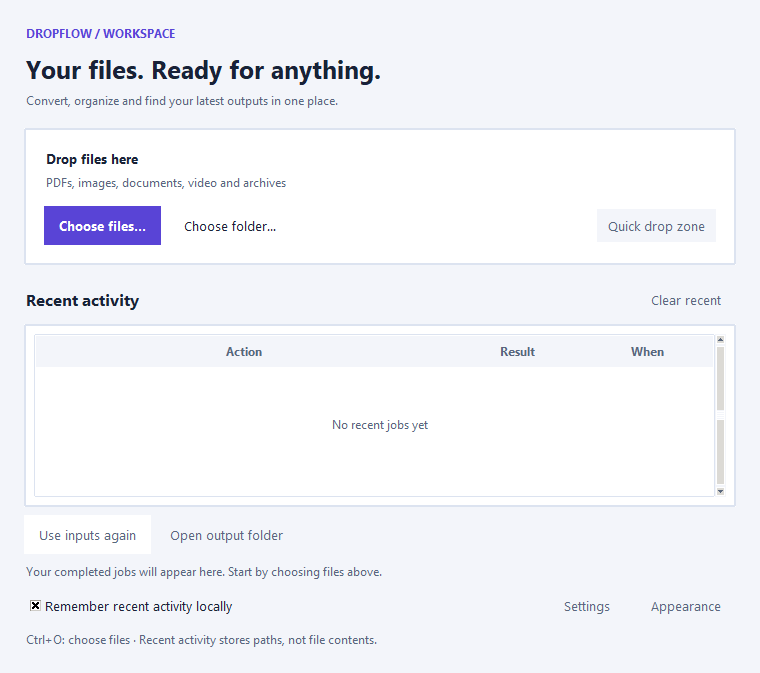 DROPFLOW / WORKSPACE
Your files. Ready for anything.
Convert, organize and find your latest outputs in one place.
Drop files here
PDFs, images, documents, video and archives
Choose files...
Choose folder...
Quick drop zone
Recent activity
Clear recent
Action Result When
No recent jobs yet
Use inputs again
Open output folder
Your completed jobs will appear here. Start by choosing files above.
Remember recent activity locally
Settings
Appearance
Ctrl+O: choose files · Recent activity stores paths, not file contents.